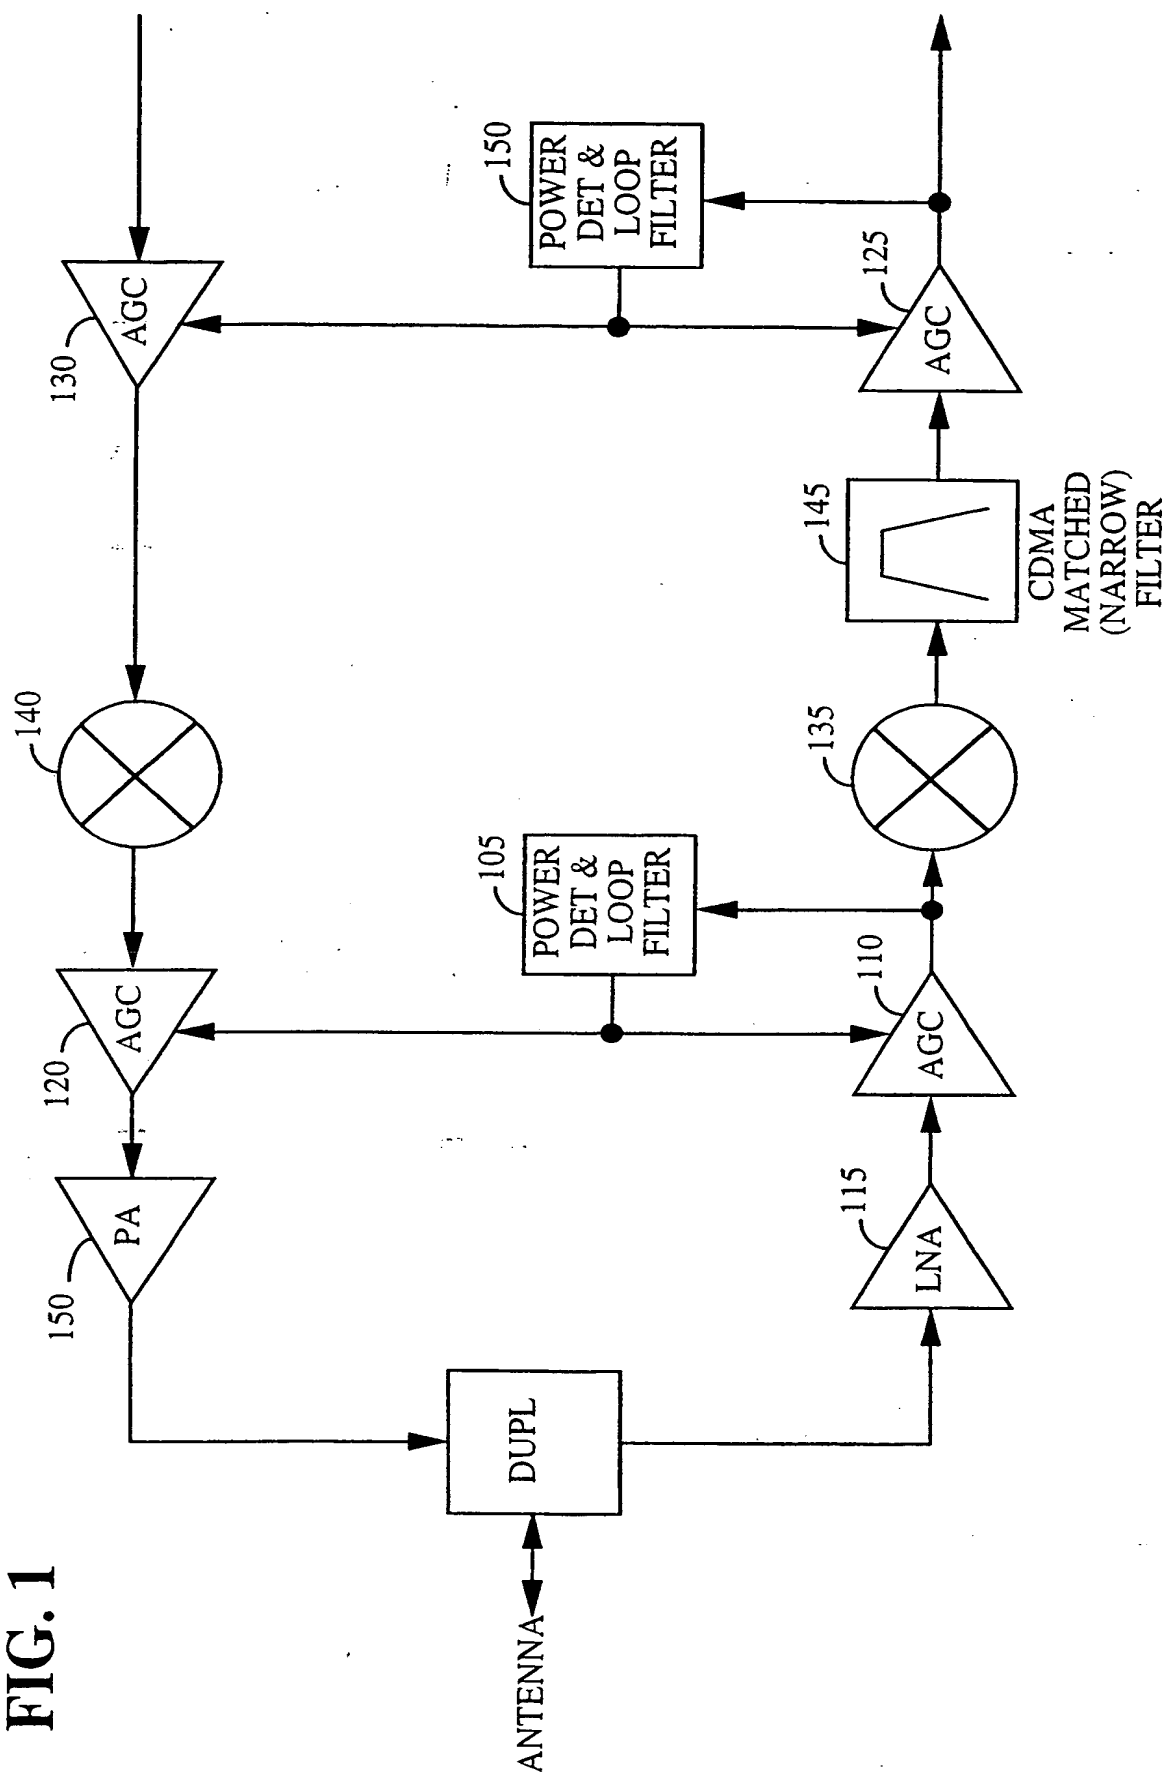 FIG. 1
150
PA
120
AGC
140
130
AGC
ANTENNA
DUPL
105
POWER
DET &
LOOP
FILTER
150
POWER
DET &
LOOP
FILTER
115
LNA
110
AGC
135
145
CDMA
MATCHED
(NARROW)
FILTER
125
AGC